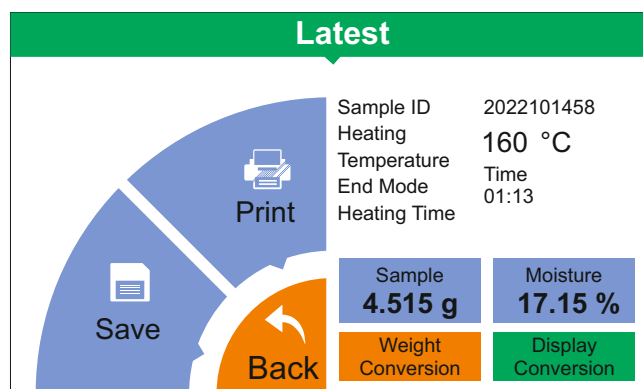 Latest
Sample ID 2022101458
Heating
Temperature 160 °C
End Mode Time
Heating Time 01:13
Print
Save
Back
Sample
4.515 g
Moisture
17.15 %
Weight
Conversion
Display
Conversion